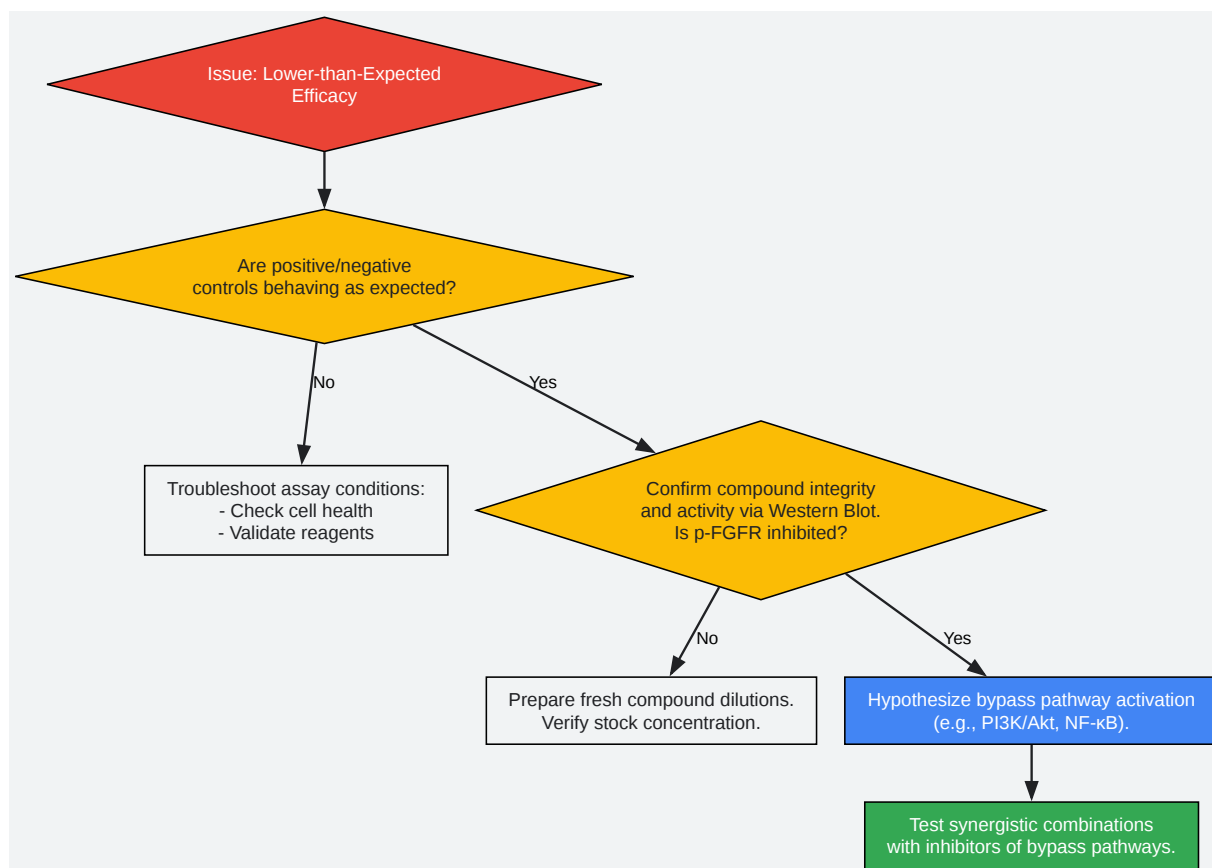 Issue: Lower-than-Expected
Efficacy
Are positive/negative
controls behaving as expected?
No
Yes
Troubleshoot assay conditions:
- Check cell health
- Validate reagents
Confirm compound integrity
and activity via Western Blot.
Is p-FGFR inhibited?
No
Yes
Prepare fresh compound dilutions.
Verify stock concentration.
Hypothesize bypass pathway activation
(e.g., PI3K/Akt, NF-κB).
Test synergistic combinations
with inhibitors of bypass pathways.